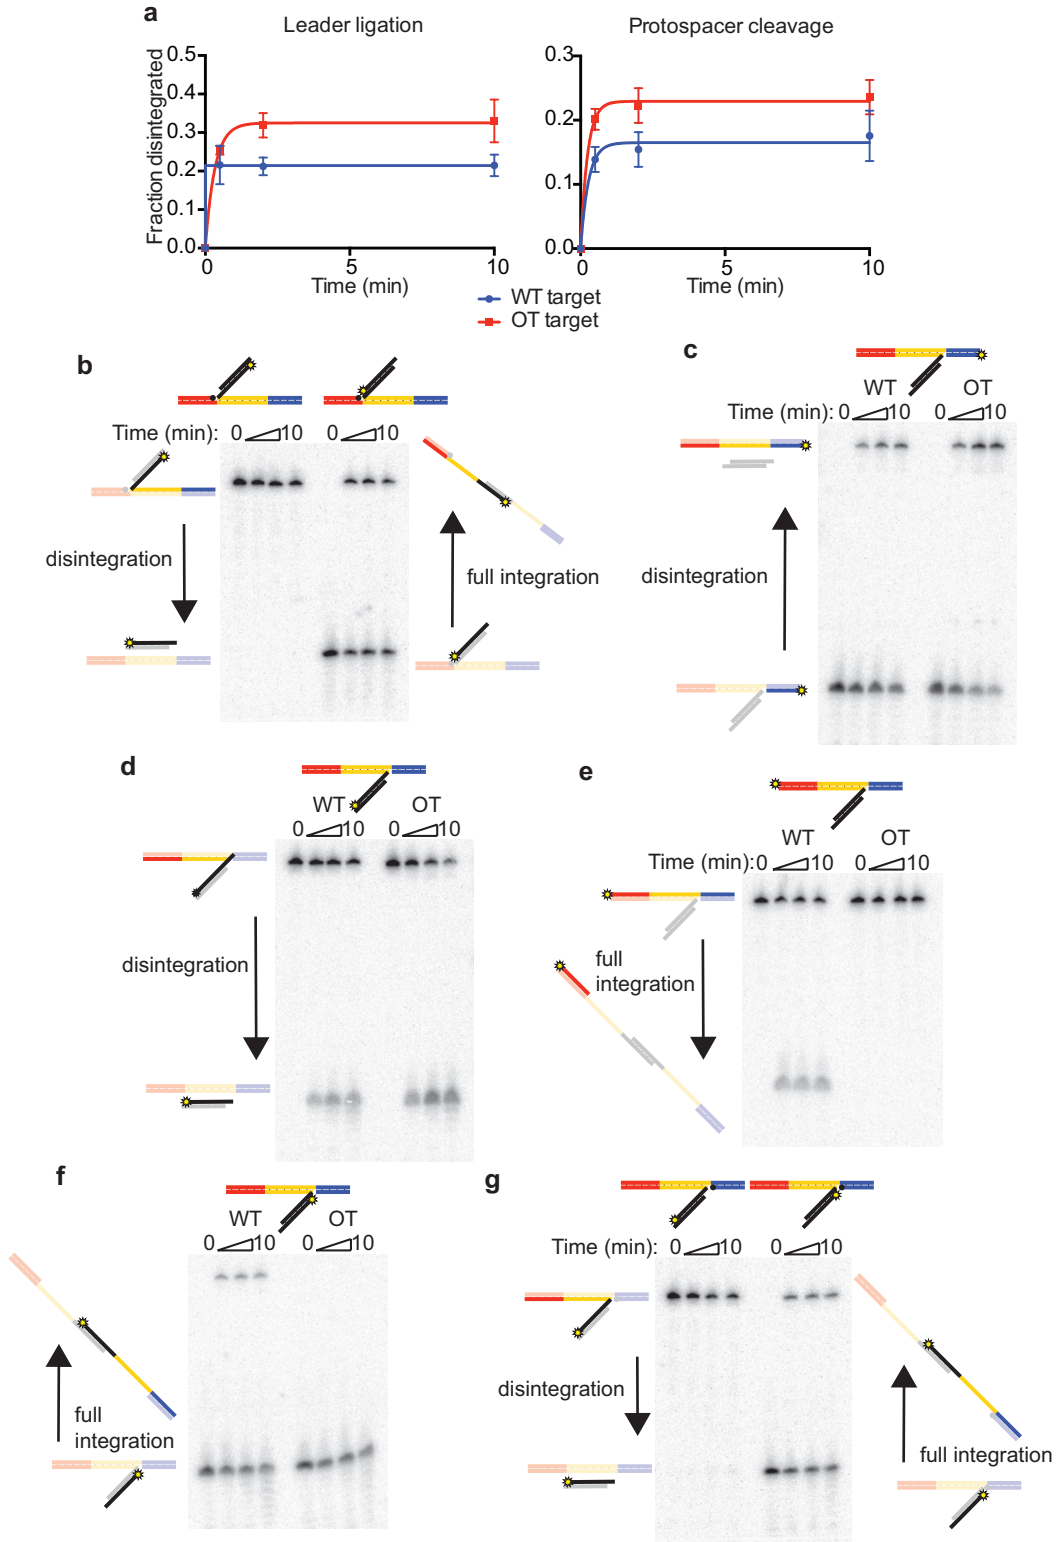 a
Leader ligation
Protospacer cleavage
Fraction disintegrated
0.5
0.4
0.3
0.2
0.1
0.0
0 5 10
Time (min)
0.3
0.2
0.1
0.0
0 5 10
Time (min)
WT target
OT target
b
Time (min): 0 10 0 10
disintegration
full integration
c
WT OT
Time (min): 0 10 0 10
disintegration
d
WT OT
0 10 0 10
disintegration
e
WT OT
Time (min): 0 10 0 10
full
integration
f
WT OT
0 10 0 10
full
integration
g
Time (min): 0 10 0 10
disintegration
full integration